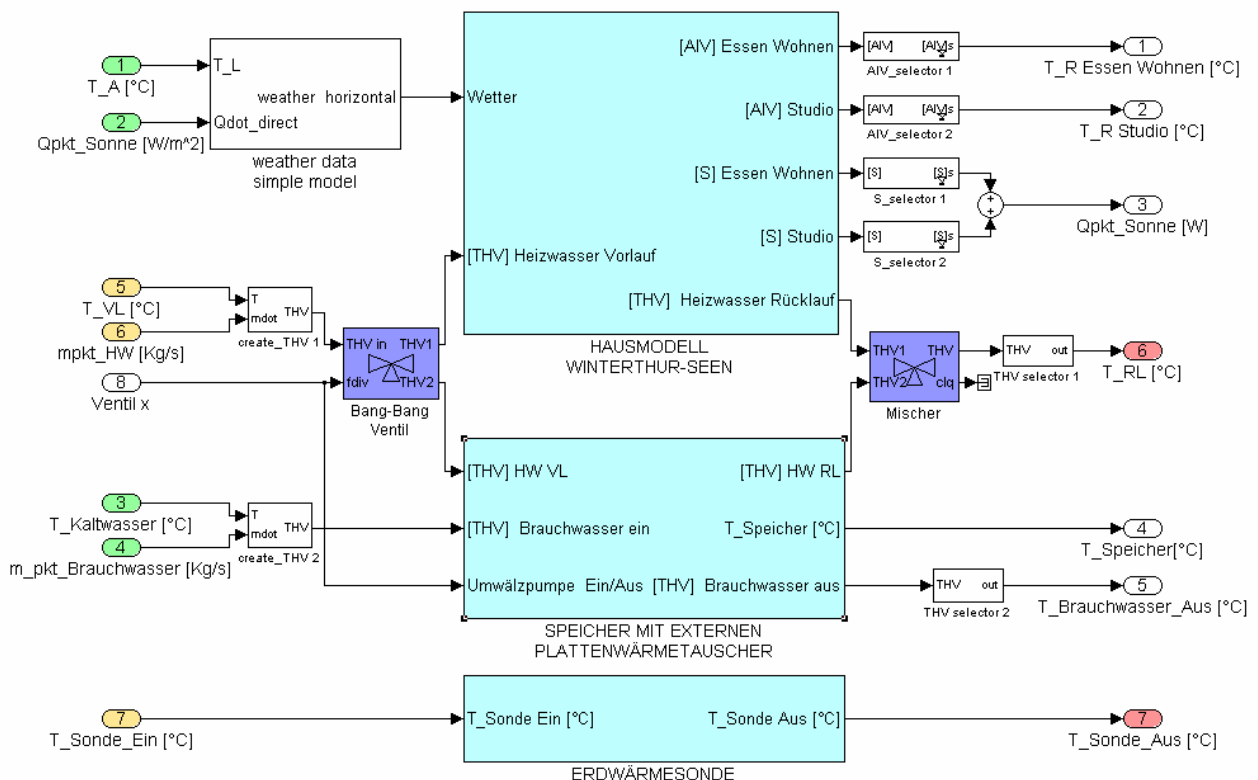 1
T_A [°C]
2
Qpkt_Sonne [W/m^2]
T_L
weather horizontal
Qdot_direct
weather data
simple model
Wetter
[AIV] Essen Wohnen
[AIV] Studio
[S] Essen Wohnen
[S] Studio
[THV] Heizwasser Vorlauf
[THV] Heizwasser Rücklauf
HAUSMODELL
WINTERTHUR-SEEN
[AIV] [AIV]s
AIV_selector 1
[AIV] [AIV]s
AIV_selector 2
[S] [S]s
S_selector 1
[S] [S]s
S_selector 2
+
+
1
T_R Essen Wohnen [°C]
2
T_R Studio [°C]
3
Qpkt_Sonne [W]
5
T_VL [°C]
6
mpkt_HW [Kg/s]
8
Ventil x
T
THV
mdot
create_THV 1
THV in THV1
fdiv THV2
Bang-Bang
Ventil
THV1 THV
THV2 clq
Mischer
THV out
THV selector 1
6
T_RL [°C]
3
T_Kaltwasser [°C]
4
m_pkt_Brauchwasser [Kg/s]
T
THV
mdot
create_THV 2
[THV] HW VL
[THV] HW RL
[THV] Brauchwasser ein
T_Speicher [°C]
Umwälzpumpe Ein/Aus
[THV] Brauchwasser aus
SPEICHER MIT EXTERNEN
PLATTENWÄRMETAUSCHER
4
T_Speicher[°C]
THV out
THV selector 2
5
T_Brauchwasser_Aus [°C]
7
T_Sonde_Ein [°C]
T_Sonde Ein [°C]
T_Sonde Aus [°C]
ERDWÄRMESONDE
7
T_Sonde_Aus [°C]